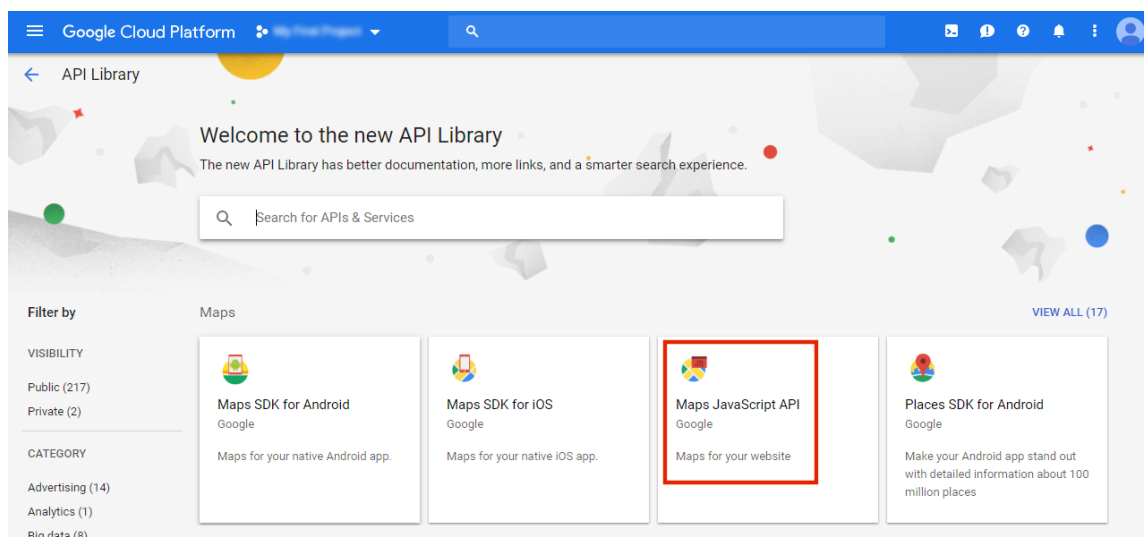 Google Cloud Platform
API Library
Welcome to the new API Library
The new API Library has better documentation, more links, and a smarter search experience.
Search for APIs & Services
Filter by
Maps
VIEW ALL (17)
VISIBILITY
Public (217)
Private (2)
CATEGORY
Advertising (14)
Analytics (1)
Big data (8)
Maps SDK for Android
Google
Maps for your native Android app.
Maps SDK for iOS
Google
Maps for your native iOS app.
Maps JavaScript API
Google
Maps for your website
Places SDK for Android
Google
Make your Android app stand out
with detailed information about 100
million places